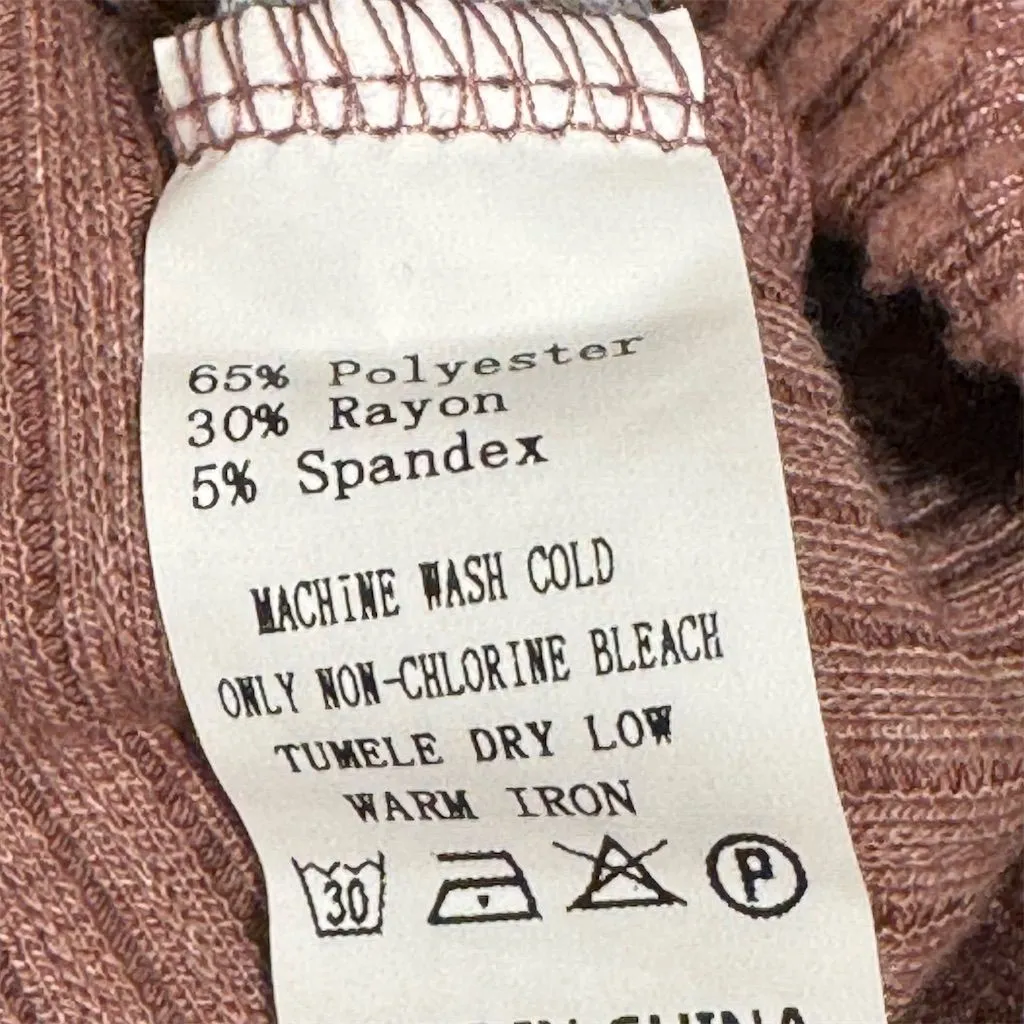 65% Polyester
30% Rayon
5% Spandex
MACHINE WASH COLD
ONLY NON-CHLORINE BLEACH
TUMELE DRY LOW
WARM IRON
30 P
CHINA